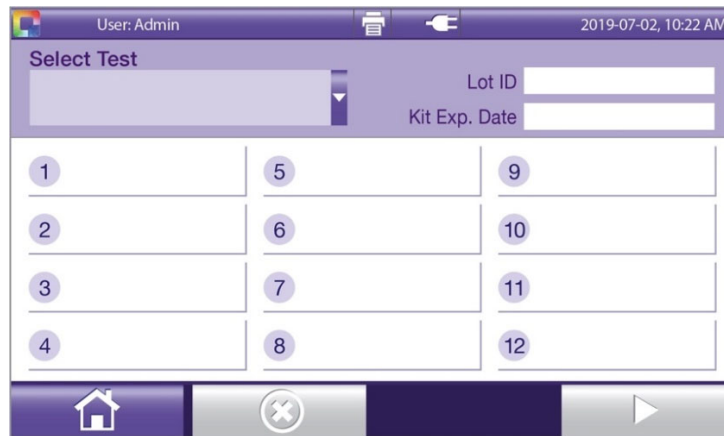 User: Admin
2019-07-02, 10:22 AM
Select Test
Lot ID
Kit Exp. Date
1
5
9
2
6
10
3
7
11
4
8
12